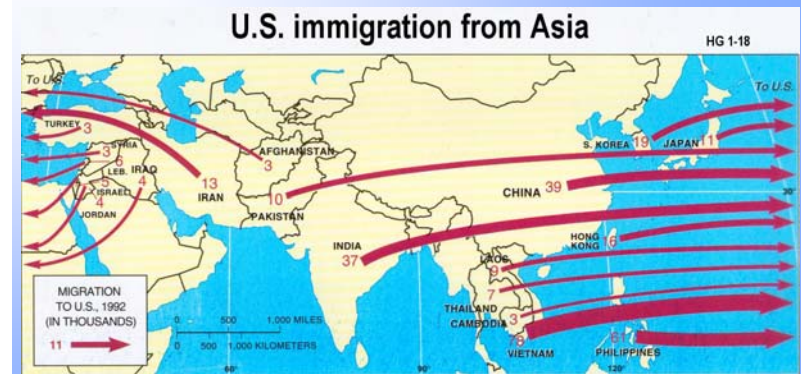 U.S. immigration from Asia
HG 1-18
To U.S.
To U.S.
TURKEY 3
SYRIA
3
6
LEB.
IRAQ
5
4
ISRAEL
4
JORDAN
13
IRAN
AFGHANISTAN
3
10
PAKISTAN
S. KOREA 19
JAPAN 11
CHINA 39
30°
INDIA
37
HONG
KONG
16
LAOS
9
7
THAILAND
CAMBODIA 3
78
VIETNAM
61
PHILIPPINES
MIGRATION
TO U.S., 1992
(IN THOUSANDS)
11
0 500 1,000 MILES
0 500 1,000 KILOMETERS
60°
90°
120°